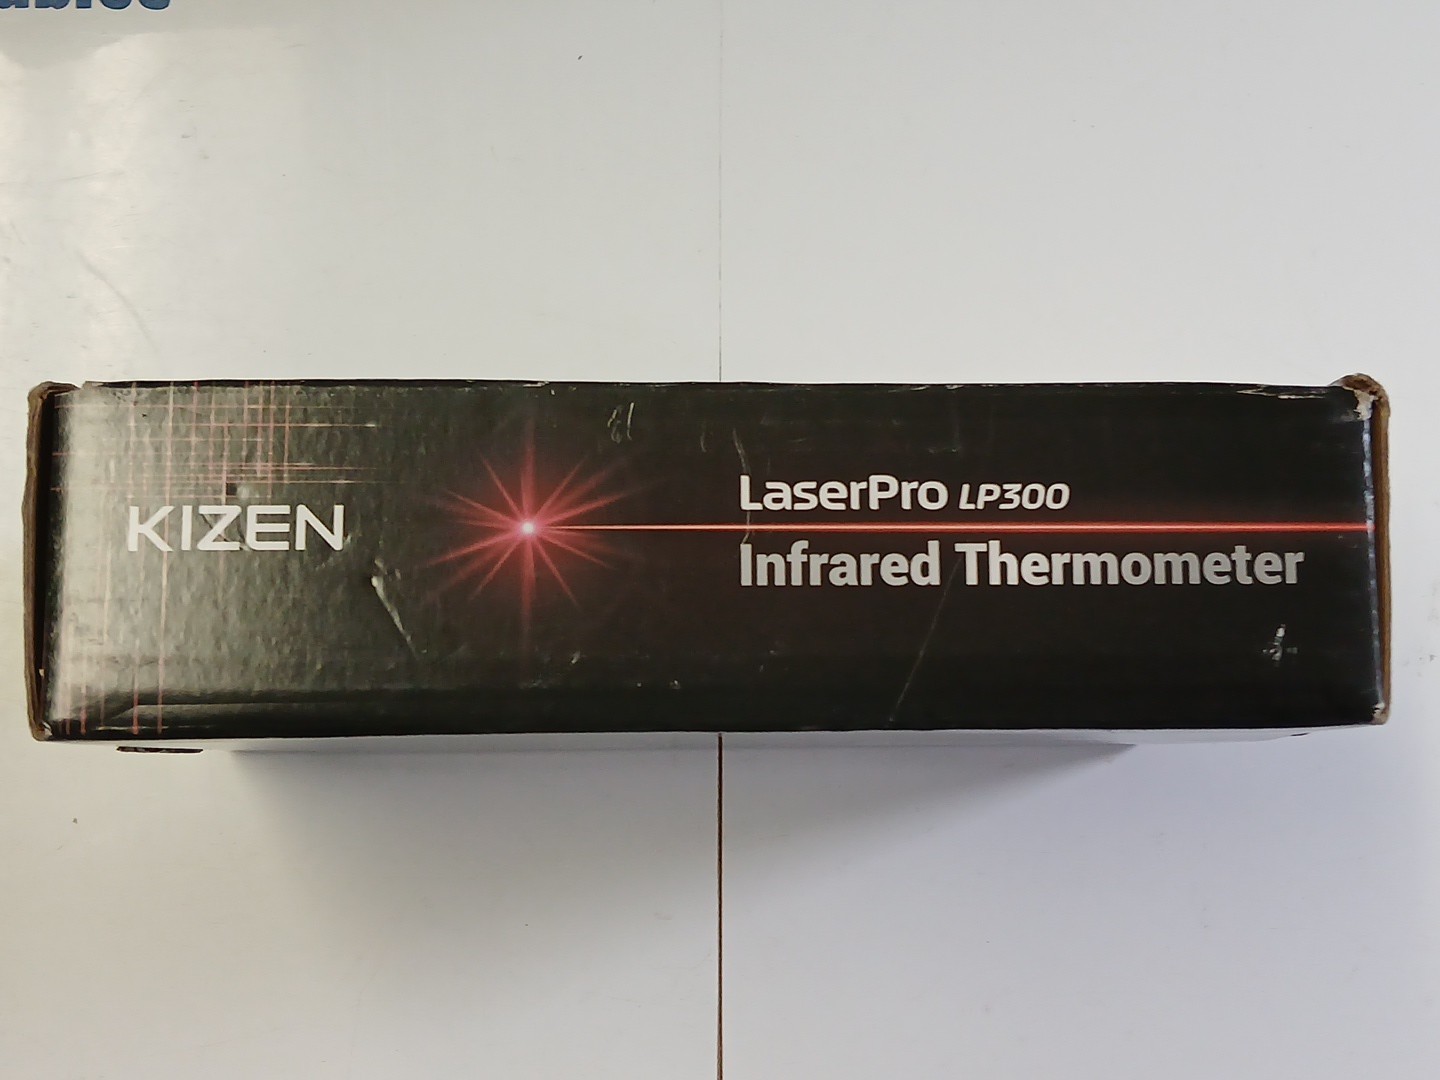 KIZEN
LaserPro LP300
Infrared Thermometer